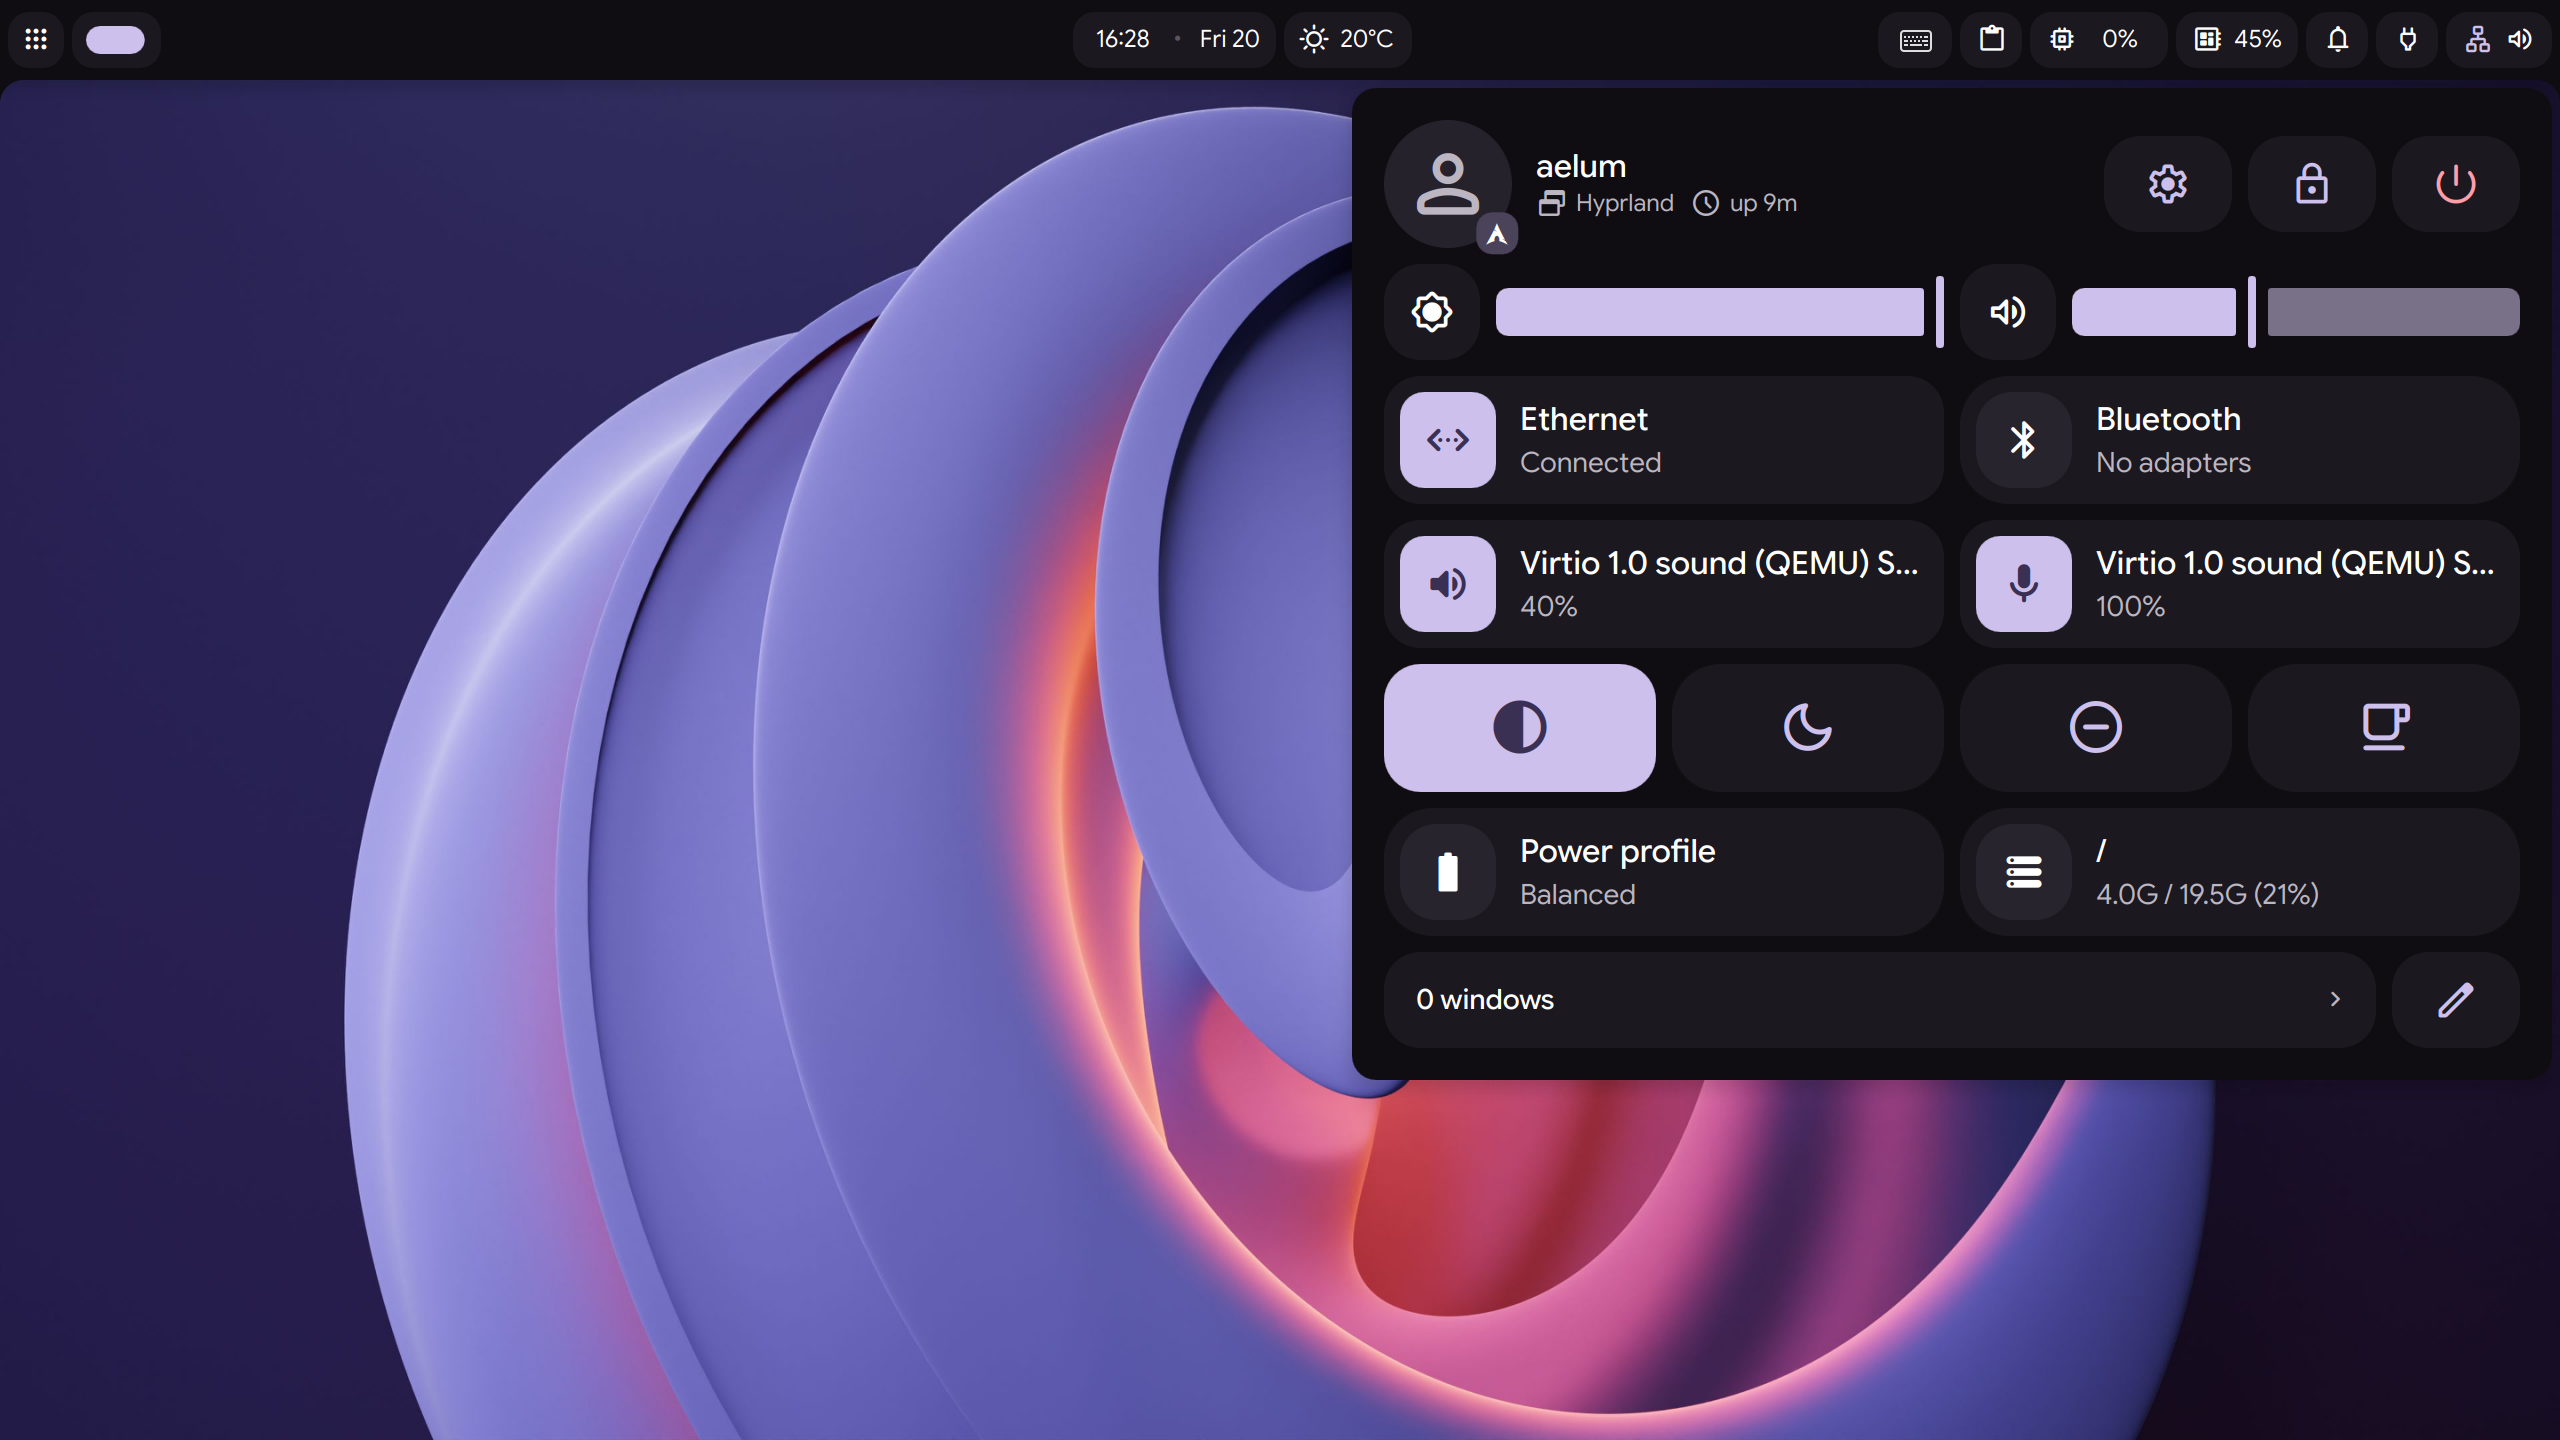 16:28 • Fri 20
20°C
0%
45%
aelum
Hyprland up 9m
Ethernet
Connected
Bluetooth
No adapters
Virtio 1.0 sound (QEMU) S...
40%
Virtio 1.0 sound (QEMU) S...
100%
Power profile
Balanced
/
4.0G / 19.5G (21%)
0 windows